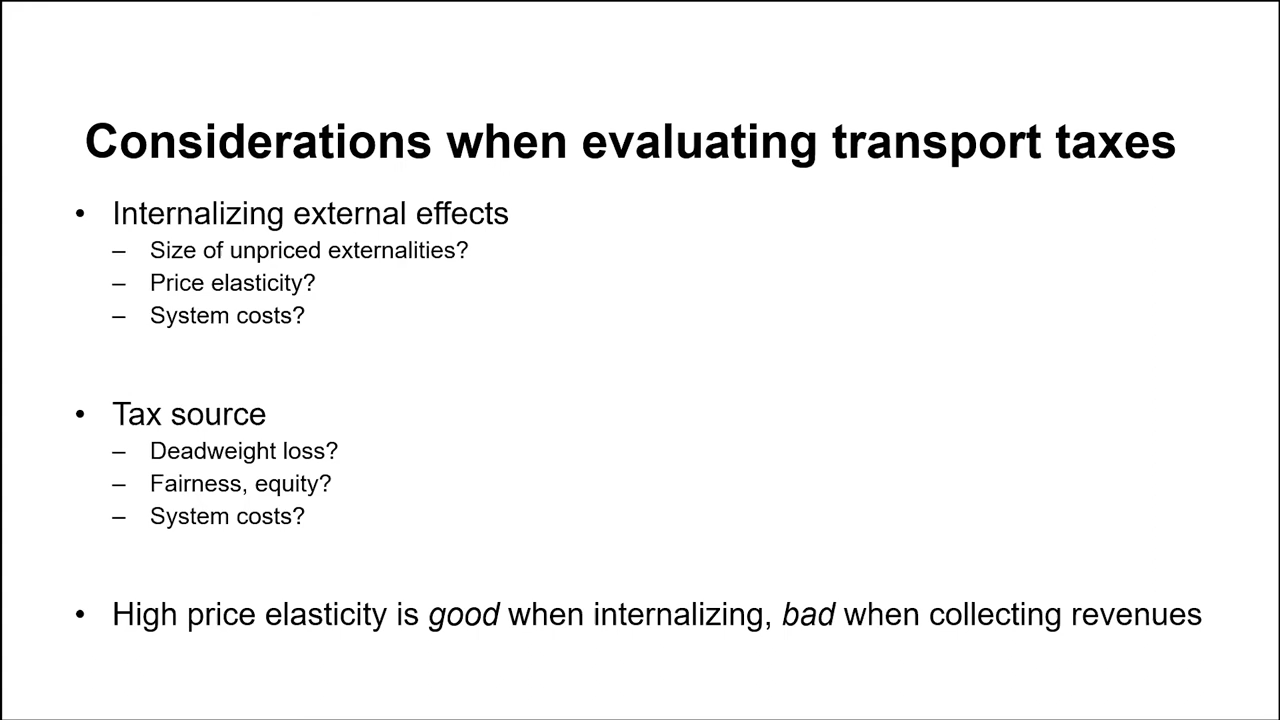 Considerations when evaluating transport taxes
• Internalizing external effects
– Size of unpriced externalities?
– Price elasticity?
– System costs?
• Tax source
– Deadweight loss?
– Fairness, equity?
– System costs?
• High price elasticity is good when internalizing, bad when collecting revenues